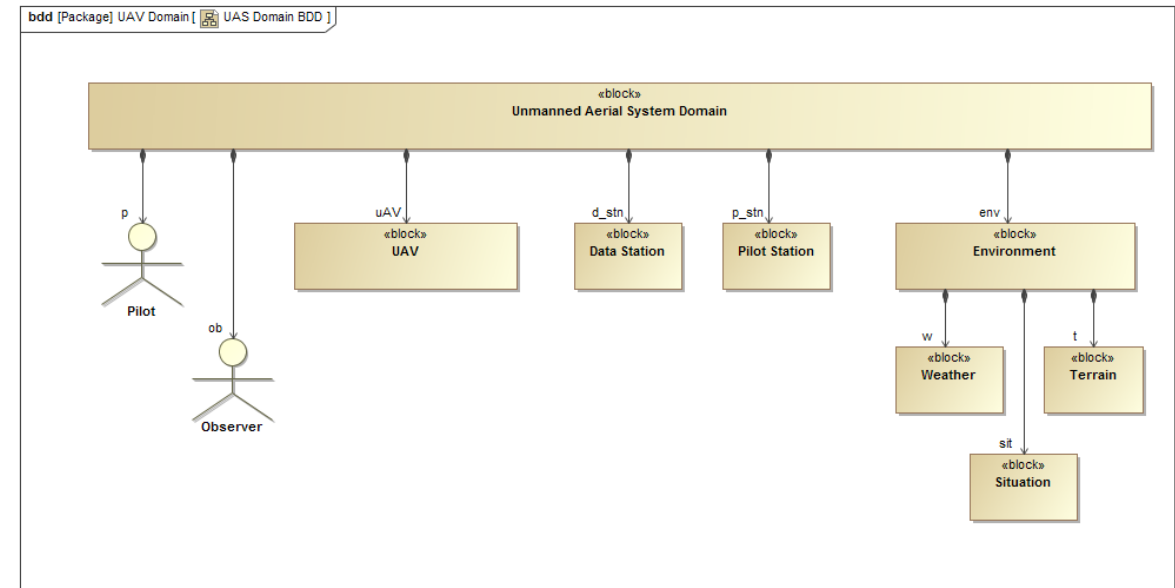 bdd [Package] UAV Domain [ UAS Domain BDD ]
«block»
Unmanned Aerial System Domain
p
uAV
d_stn
p_stn
env
«block»
UAV
«block»
Data Station
«block»
Pilot Station
«block»
Environment
Pilot
ob
Observer
w
t
«block»
Weather
«block»
Terrain
sit
«block»
Situation